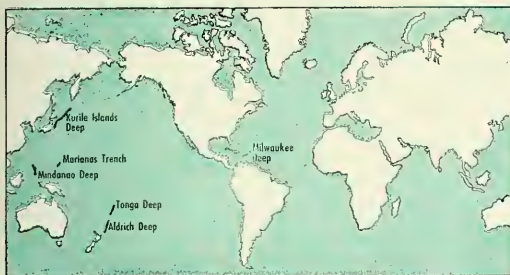 Kurile Islands
Deep
Milwaukee
Deep
Marianas Trench
Mindanao Deep
Tonga Deep
Aldrich Deep